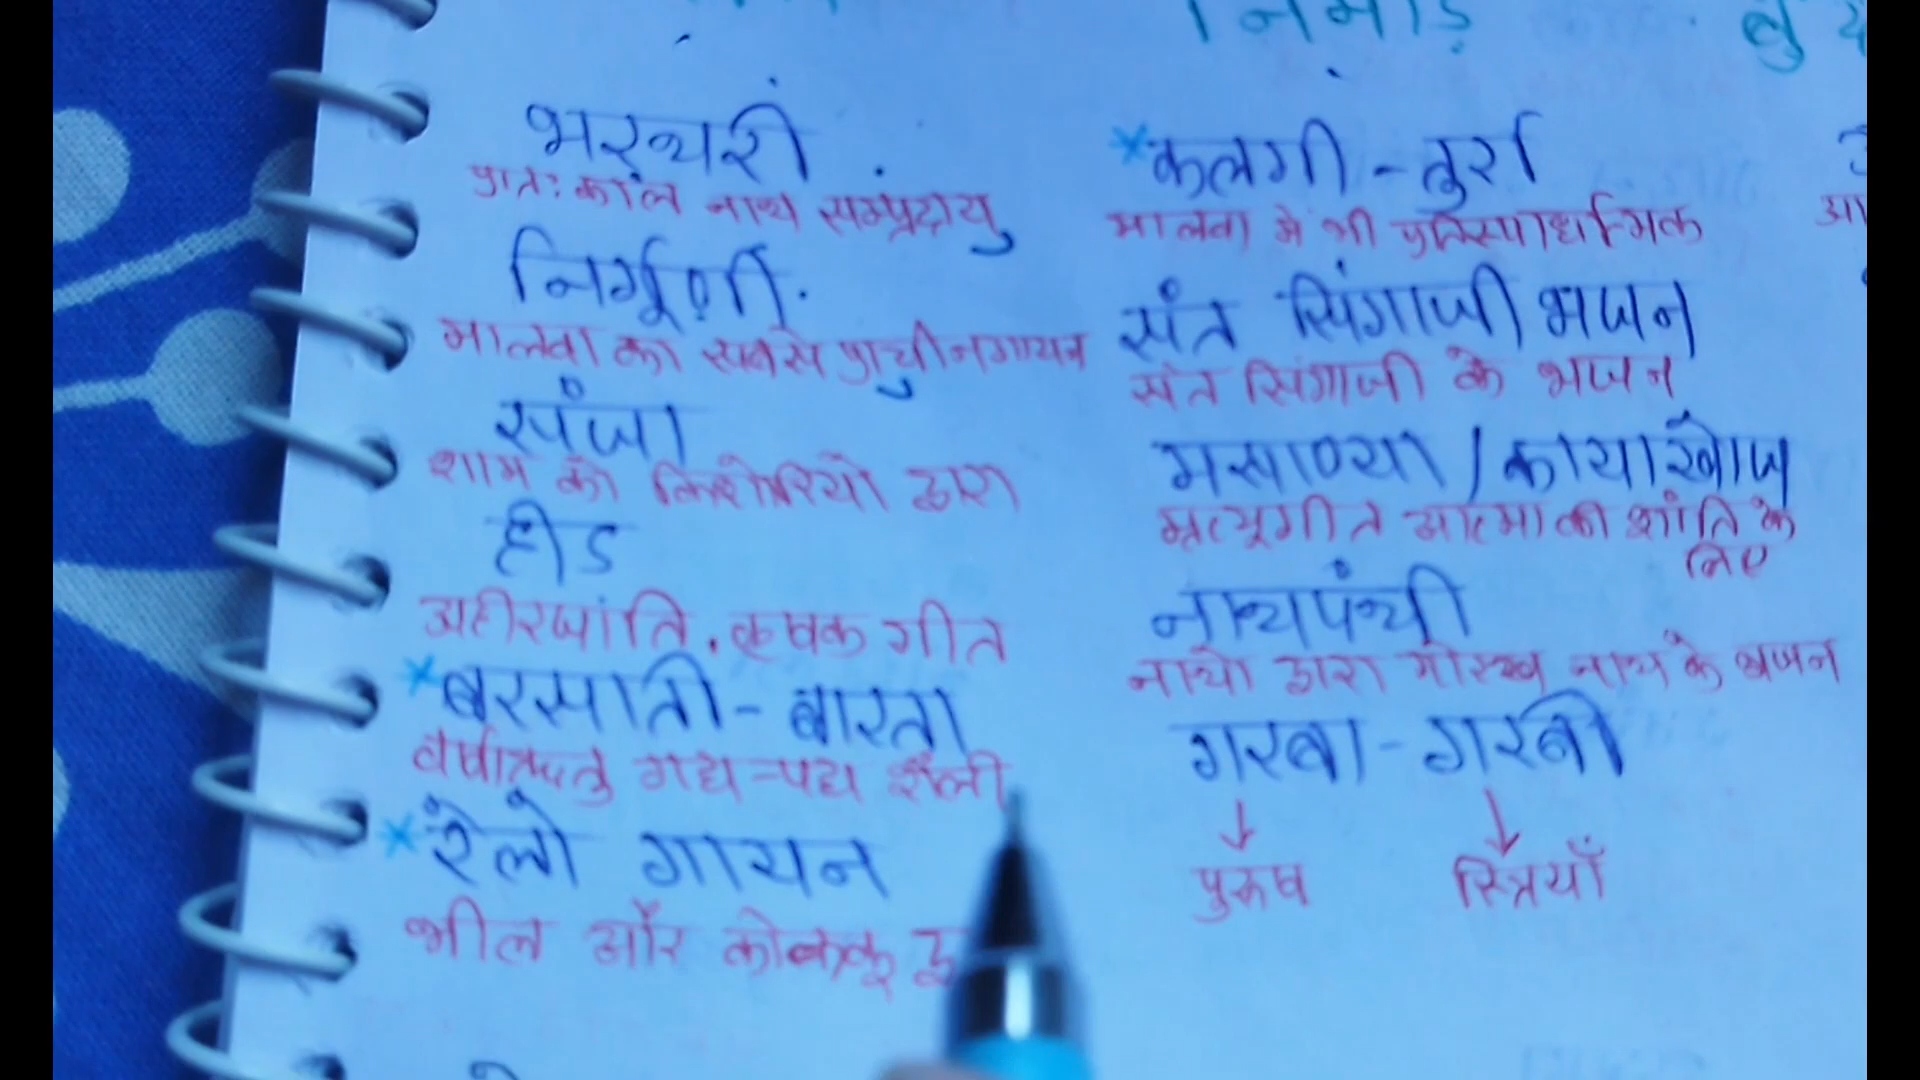 निमाड़
भरथरी
प्रातः काल नाथ सम्प्रदाय
निर्गुणी
मालवा का सबसे प्राचीन गायन
संजा
शाम को किशोरियों द्वारा
हीड
अहीर जाति, कृषक गीत
*बरसाती-बारता
वर्षाऋतु गद्य-पद्य शैली
*रेलो गायन
भील और कोरकू
*कलगी-तुर्रा
मालवा में भी
संत सिंगाजी भजन
संत सिंगाजी के भजन
मसाण्या/कायाखोज
मृत्यूगीत आत्मा की शांति के
लिए
नाथपंथी
नाथो द्वारा गोरख नाथ के भजन
गरबा-गरबी
↓ ↓
पुरूष स्त्रियाँ